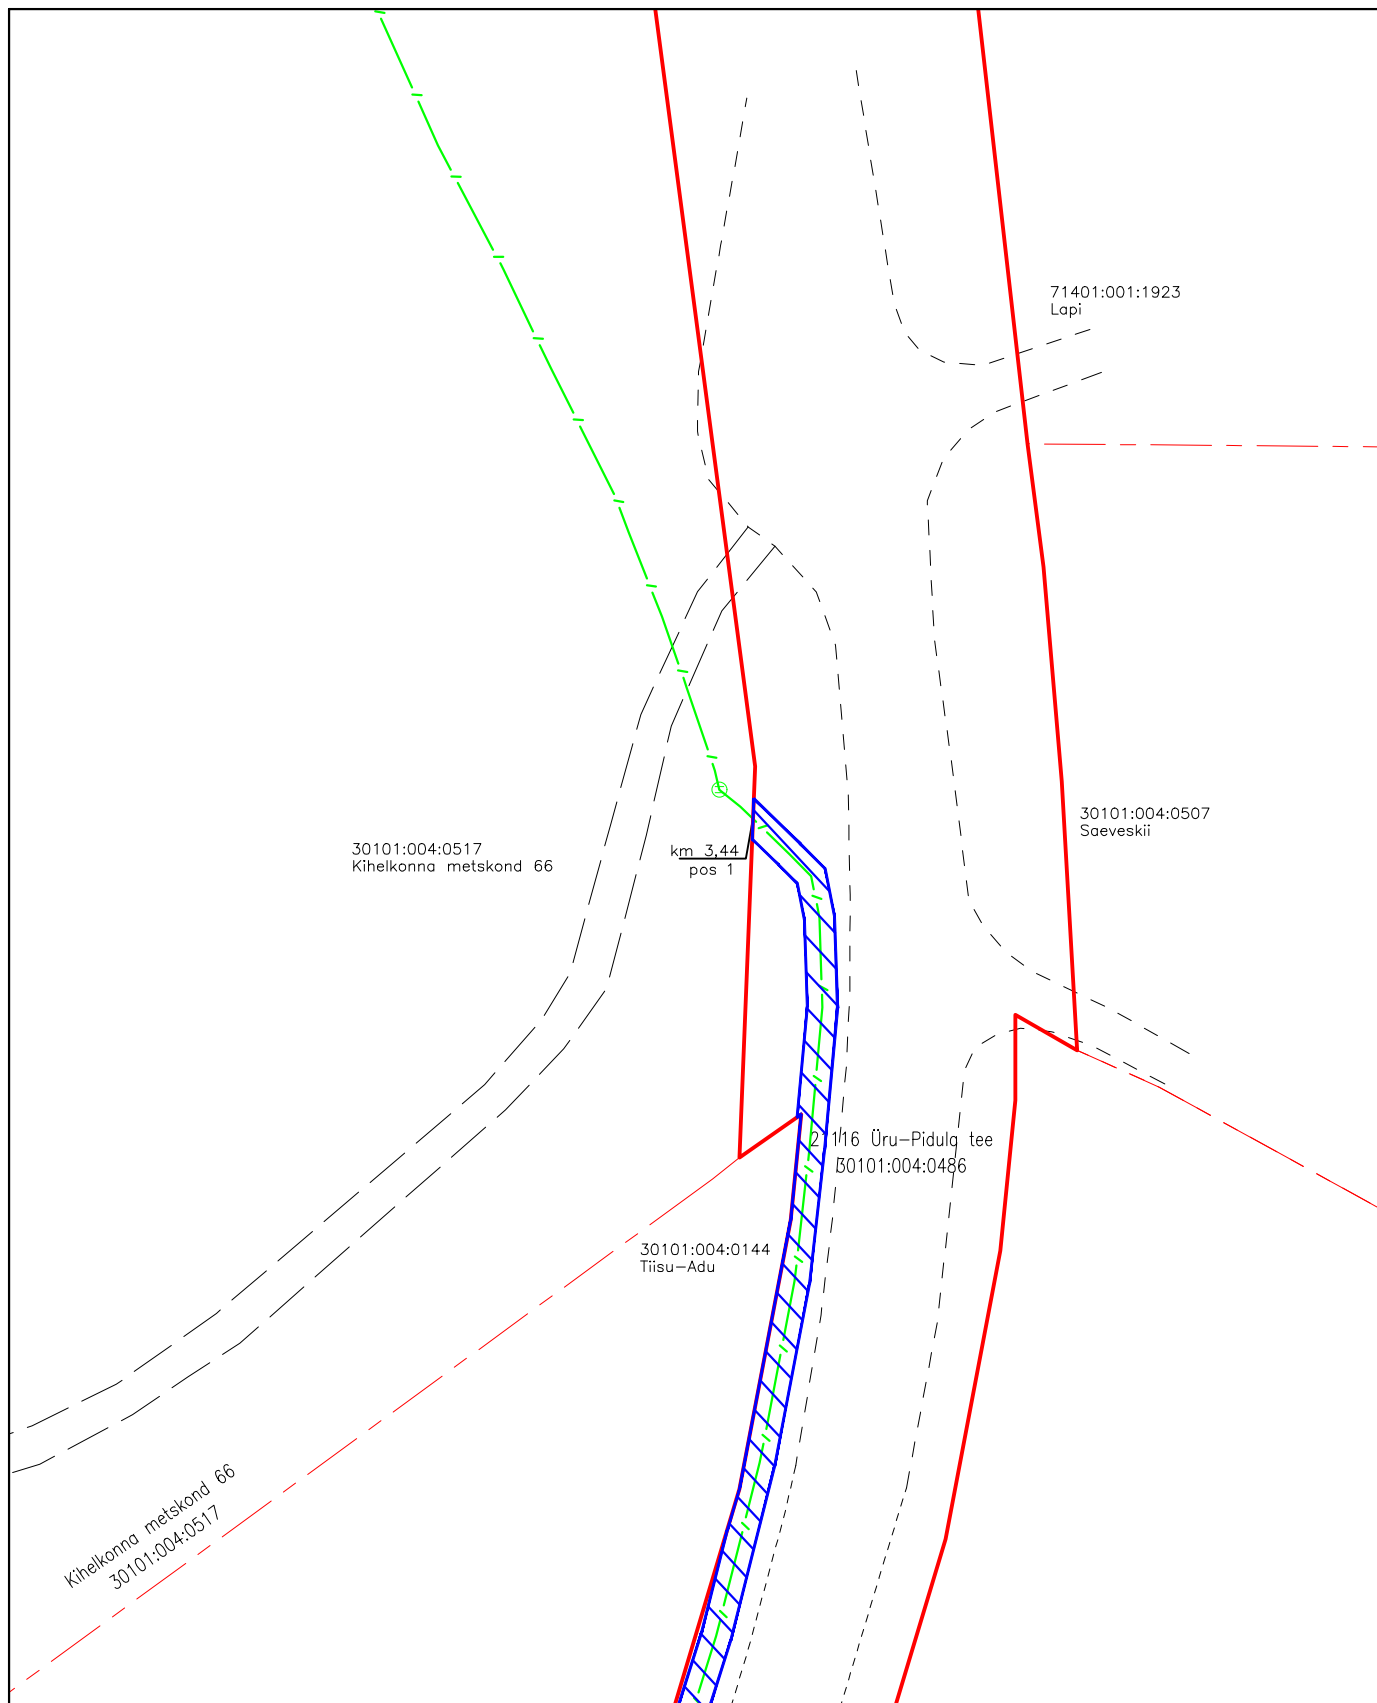 71401:001:1923
Lapi
30101:004:0507
Saeveskii
30101:004:0517
Kihelkonna metskond 66
km 3,44
pos 1
21116 Üru-Pidula tee
30101:004:0486
30101:004:0144
Tiisu-Adu
Kihelkonna metskond 66
30101:004:0517